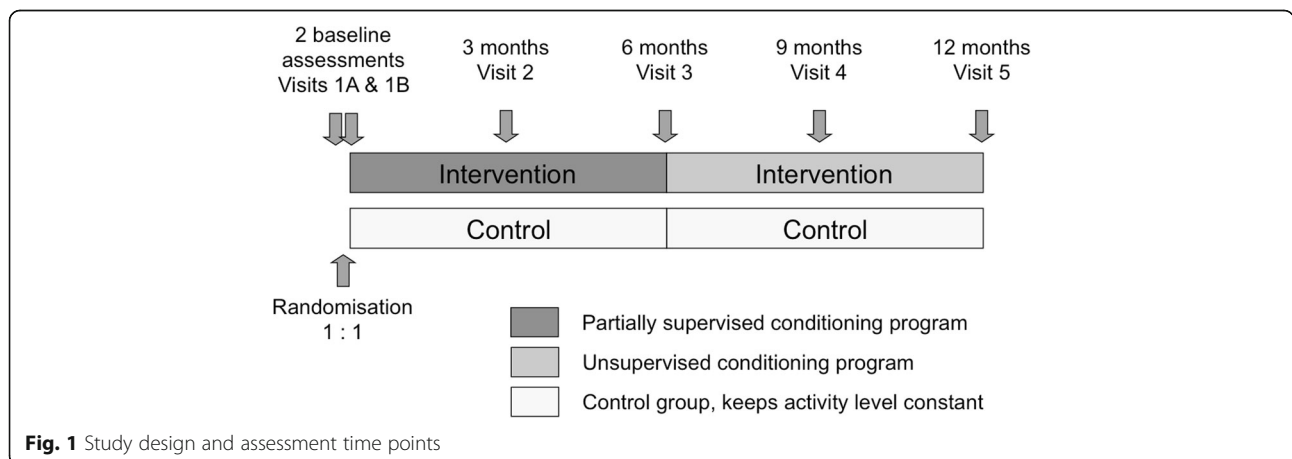 2 baseline
assessments
Visits 1A & 1B
3 months
Visit 2
6 months
Visit 3
9 months
Visit 4
12 months
Visit 5
Intervention
Intervention
Control
Control
Randomisation
1 : 1
Partially supervised conditioning program
Unsupervised conditioning program
Control group, keeps activity level constant
Fig. 1 Study design and assessment time points